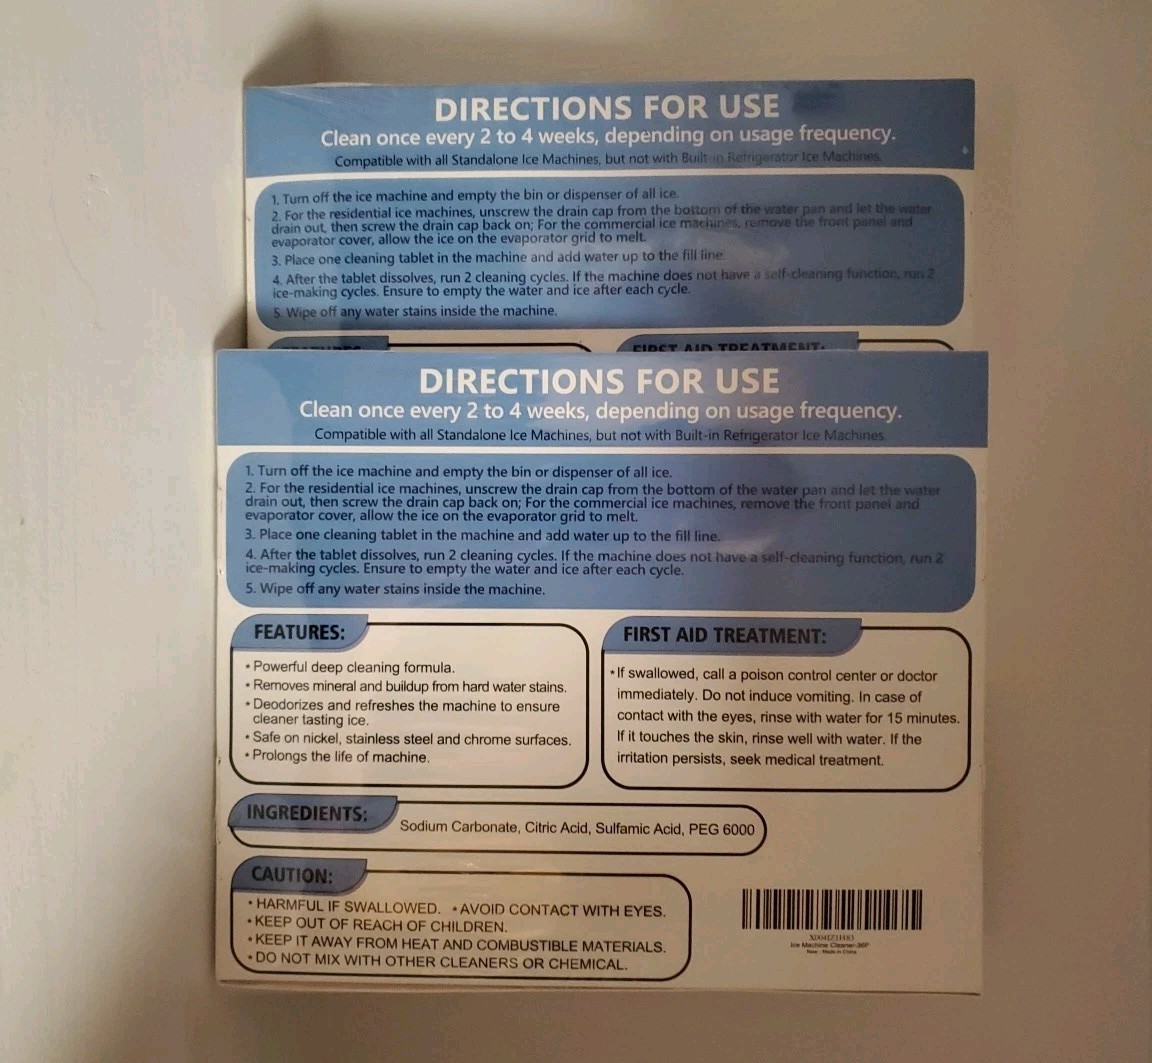 DIRECTIONS FOR USE
Clean once every 2 to 4 weeks, depending on usage frequency.
Compatible with all Standalone Ice Machines, but not with Built-in Refrigerator Ice Machines.
1. Turn off the ice machine and empty the bin or dispenser of all ice.
2. For the residential ice machines, unscrew the drain cap from the bottom of the water pan and let the water
drain out, then screw the drain cap back on; For the commercial ice machines, remove the front panel and
evaporator cover, allow the ice on the evaporator grid to melt.
3. Place one cleaning tablet in the machine and add water up to the fill line.
4. After the tablet dissolves, run 2 cleaning cycles. If the machine does not have a self-cleaning function, run 2
ice-making cycles. Ensure to empty the water and ice after each cycle.
5. Wipe off any water stains inside the machine.
FIRST AID TREATMENT:
DIRECTIONS FOR USE
Clean once every 2 to 4 weeks, depending on usage frequency.
Compatible with all Standalone Ice Machines, but not with Built-in Refrigerator Ice Machines.
1. Turn off the ice machine and empty the bin or dispenser of all ice.
2. For the residential ice machines, unscrew the drain cap from the bottom of the water pan and let the water
drain out, then screw the drain cap back on; For the commercial ice machines, remove the front panel and
evaporator cover, allow the ice on the evaporator grid to melt.
3. Place one cleaning tablet in the machine and add water up to the fill line.
4. After the tablet dissolves, run 2 cleaning cycles. If the machine does not have a self-cleaning function, run 2
ice-making cycles. Ensure to empty the water and ice after each cycle.
5. Wipe off any water stains inside the machine.
FEATURES:
• Powerful deep cleaning formula.
• Removes mineral and buildup from hard water stains.
• Deodorizes and refreshes the machine to ensure
cleaner tasting ice.
• Safe on nickel, stainless steel and chrome surfaces.
• Prolongs the life of machine.
FIRST AID TREATMENT:
• If swallowed, call a poison control center or doctor
immediately. Do not induce vomiting. In case of
contact with the eyes, rinse with water for 15 minutes.
If it touches the skin, rinse well with water. If the
irritation persists, seek medical treatment.
INGREDIENTS:
Sodium Carbonate, Citric Acid, Sulfamic Acid, PEG 6000
CAUTION:
• HARMFUL IF SWALLOWED. • AVOID CONTACT WITH EYES.
• KEEP OUT OF REACH OF CHILDREN.
• KEEP IT AWAY FROM HEAT AND COMBUSTIBLE MATERIALS.
• DO NOT MIX WITH OTHER CLEANERS OR CHEMICAL.
Ice Machine Cleaner-36P
New - Made in China